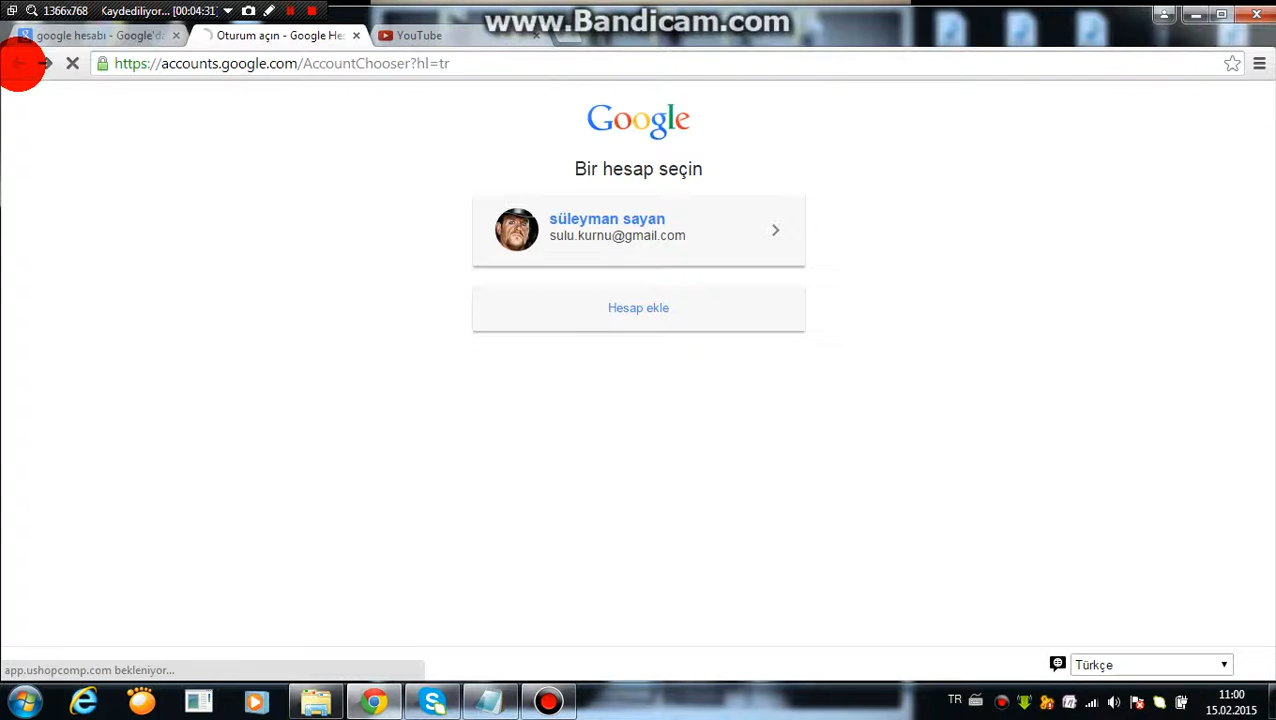 1366x768 Kaydediliyor... [00:04:31]
www.Bandicam.com
google hesabı - Google'da
Oturum açın - Google He
YouTube
https://accounts.google.com/AccountChooser?hl=tr
Google
Bir hesap seçin
süleyman sayan
sulu.kurnu@gmail.com
Hesap ekle
app.ushopcomp.com bekleniyor...
Türkçe
TR
11:00
15.02.2015